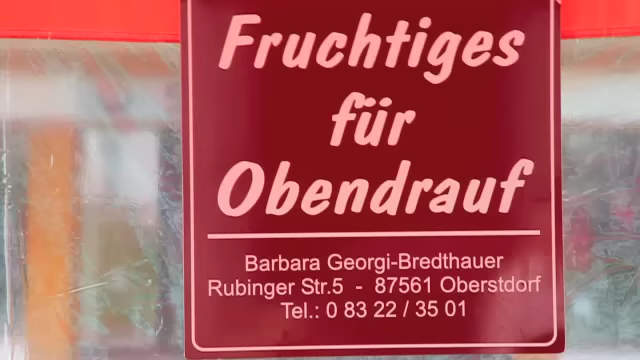 Fruchtiges
für
Obendrauf
Barbara Georgi-Bredthauer
Rubinger Str.5 - 87561 Oberstdorf
Tel.: 0 83 22 / 35 01